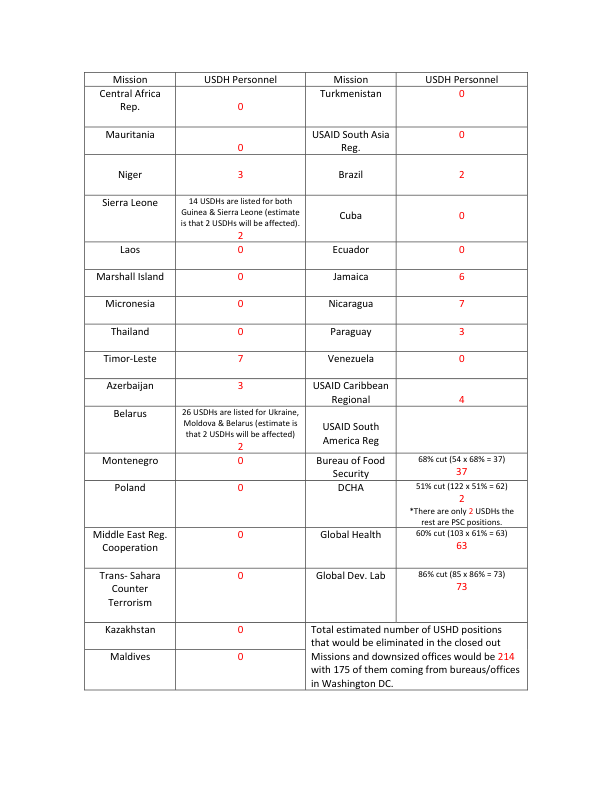 Mission USDH Personnel Mission USDH Personnel
Central Africa Turkmenistan 0
Rep. 0
Mauritania USAID South Asia 0
0 Reg.
Niger 3 Brazil 2
Sierra Leone 14 USDHs are listed for both
Guinea & Sierra Leone (estimate Cuba 0
is that 2 USDHs will be affected).
2
Laos 0 Ecuador 0
Marshall Island 0 Jamaica 6
Micronesia 0 Nicaragua 7
Thailand 0 Paraguay 3
Timor-Leste 7 Venezuela 0
Azerbaijan 3 USAID Caribbean
Regional 4
Belarus 26 USDHs are listed for Ukraine,
Moldova & Belarus (estimate is USAID South
that 2 USDHs will be affected) America Reg
2
Montenegro 0 Bureau of Food 68% cut (54 x 68% = 37)
Security 37
Poland 0 DCHA 51% cut (122 x 51% = 62)
2
*There are only 2 USDHs the
rest are PSC positions.
Middle East Reg. 0 Global Health 60% cut (103 x 61% = 63)
Cooperation 63
Trans- Sahara 0 Global Dev. Lab 86% cut (85 x 86% = 73)
Counter 73
Terrorism
Kazakhstan 0 Total estimated number of USHD positions
that would be eliminated in the closed out
Maldives 0 Missions and downsized offices would be 214
with 175 of them coming from bureaus/offices
in Washington DC.